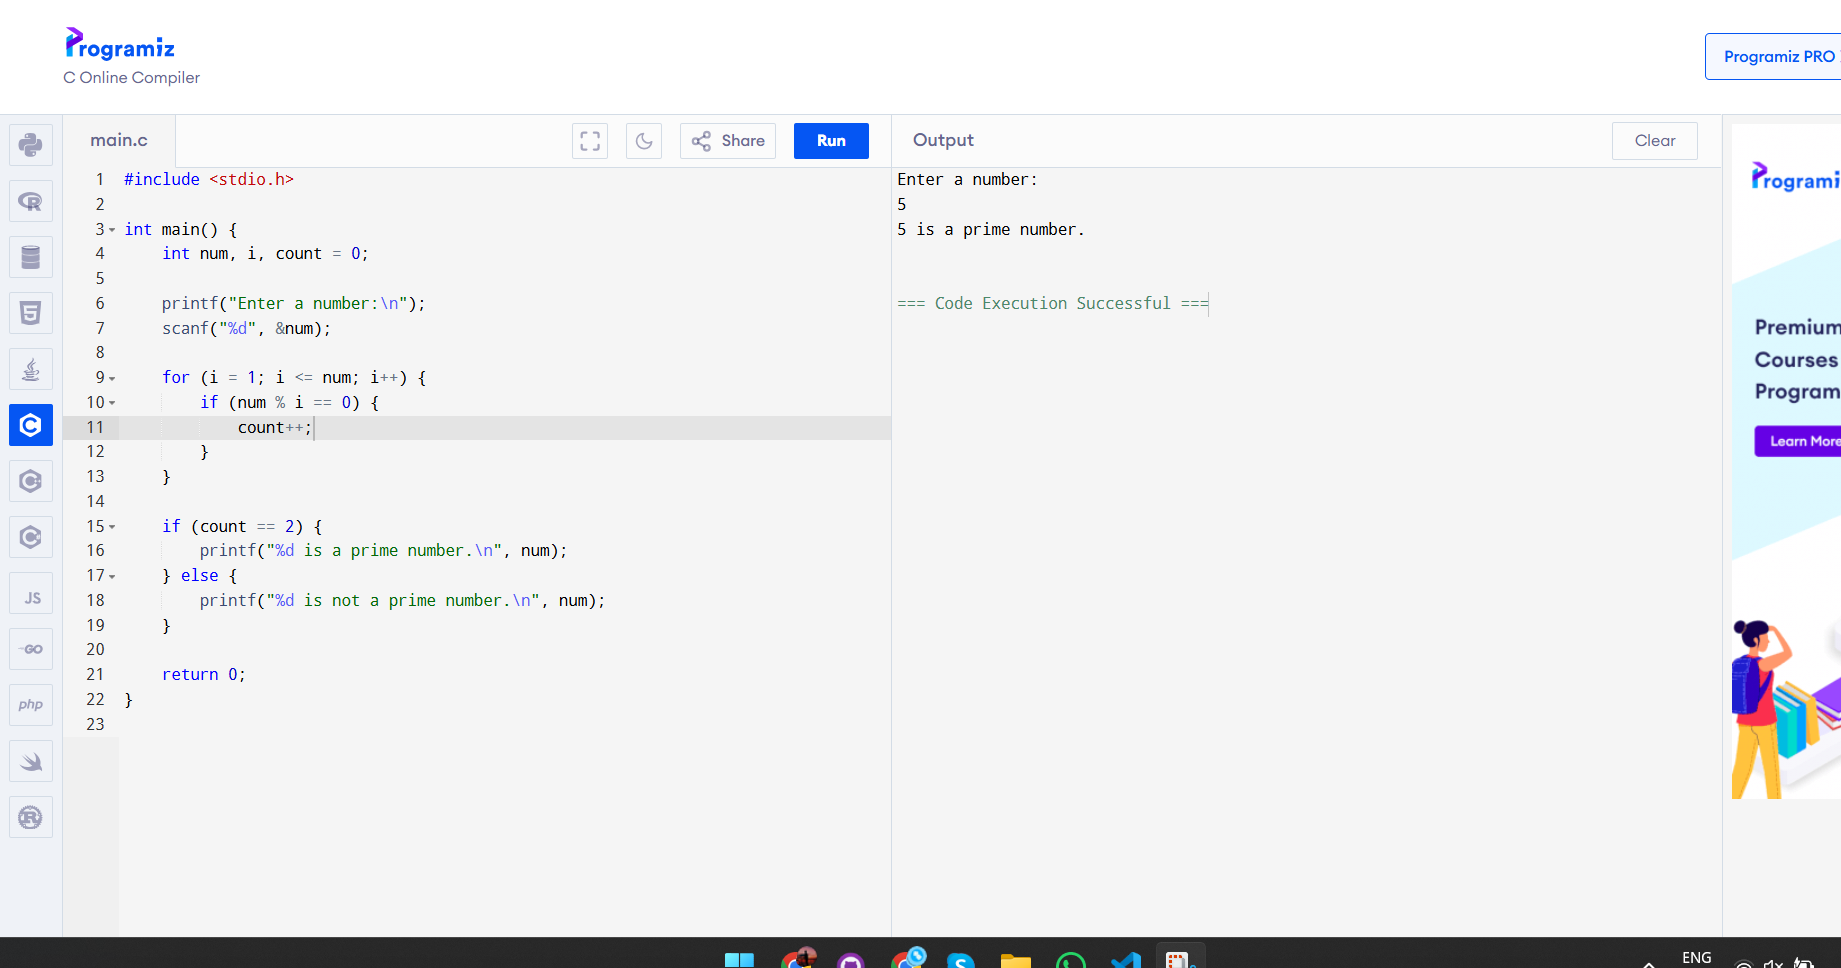 Programiz
C Online Compiler
Programiz PRO
main.c
Share
Run
Output
Clear
1 #include <stdio.h>
2
3 int main() {
4     int num, i, count = 0;
5
6     printf("Enter a number:\n");
7     scanf("%d", &num);
8
9     for (i = 1; i <= num; i++) {
10         if (num % i == 0) {
11             count++;
12         }
13     }
14
15     if (count == 2) {
16         printf("%d is a prime number.\n", num);
17     } else {
18         printf("%d is not a prime number.\n", num);
19     }
20
21     return 0;
22 }
23
Enter a number:
5
5 is a prime number.
=== Code Execution Successful ===
JS
GO
php
Programi
Premium
Courses
Program
Learn More
ENG